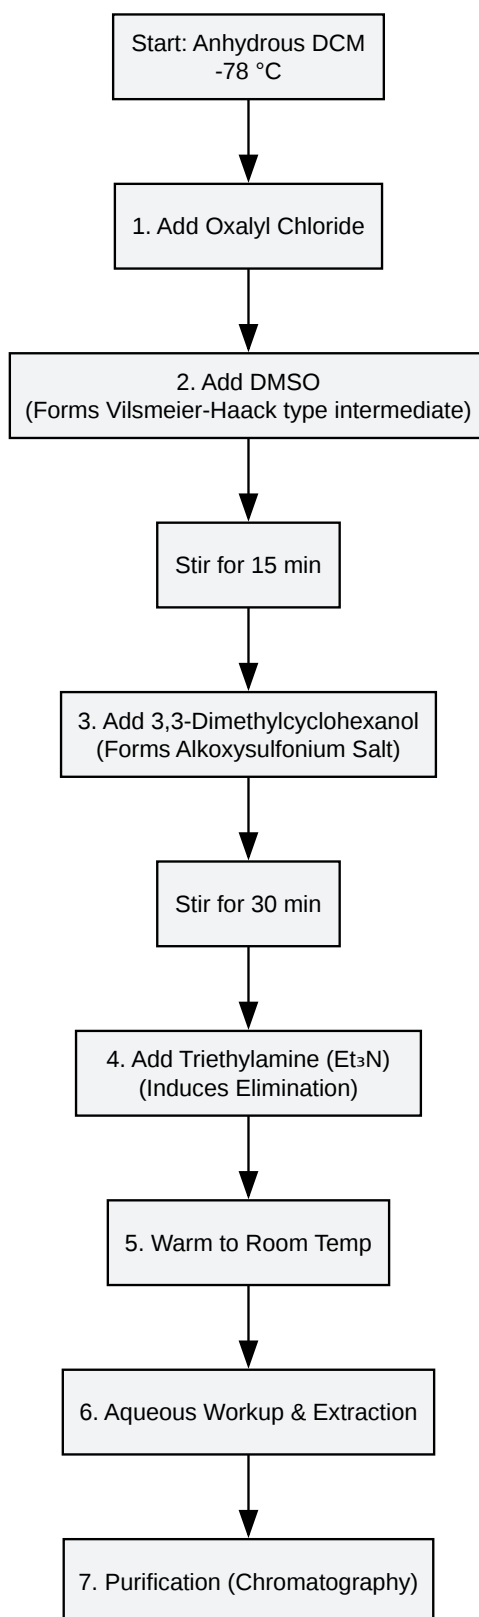 Start: Anhydrous DCM
-78 °C
1. Add Oxalyl Chloride
2. Add DMSO
(Forms Vilsmeier-Haack type intermediate)
Stir for 15 min
3. Add 3,3-Dimethylcyclohexanol
(Forms Alkoxysulfonium Salt)
Stir for 30 min
4. Add Triethylamine (Et₃N)
(Induces Elimination)
5. Warm to Room Temp
6. Aqueous Workup & Extraction
7. Purification (Chromatography)